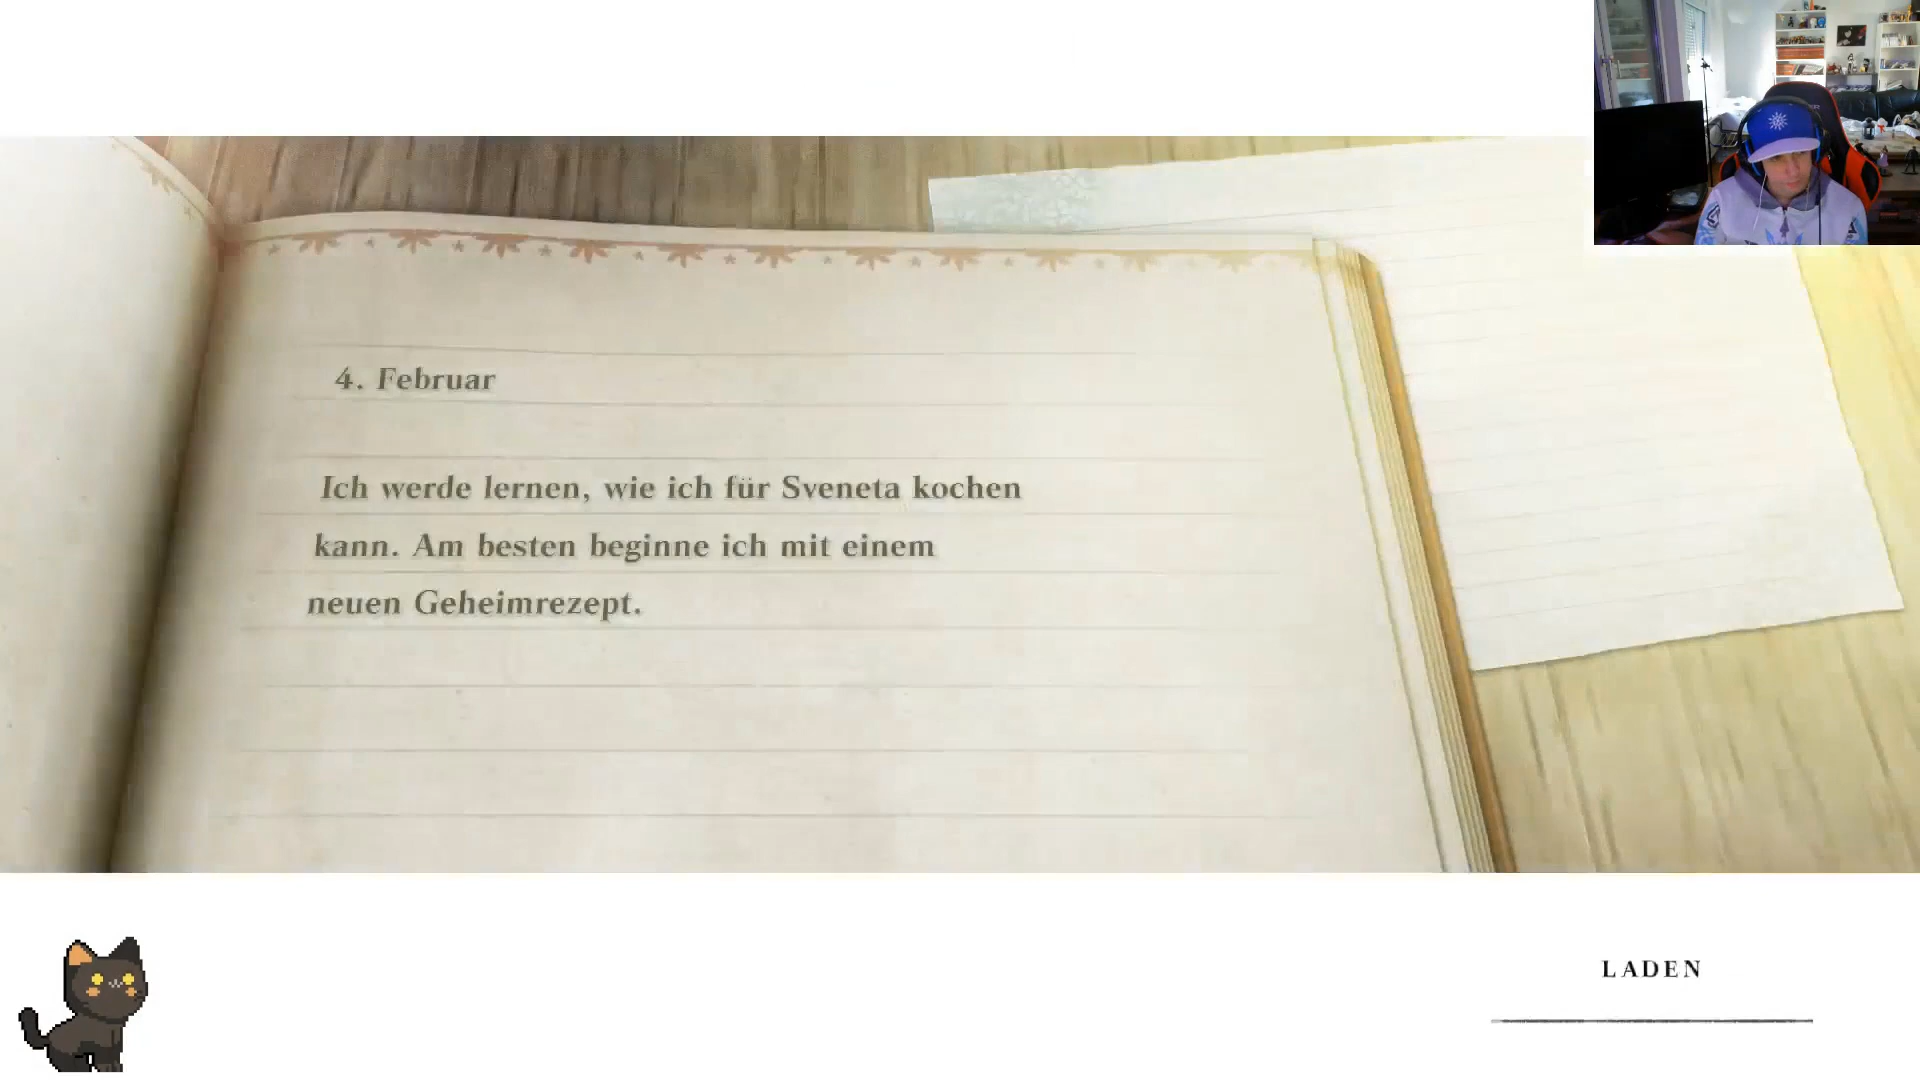 4. Februar
Ich werde lernen, wie ich für Sveneta kochen
kann. Am besten beginne ich mit einem
neuen Geheimrezept.
LADEN